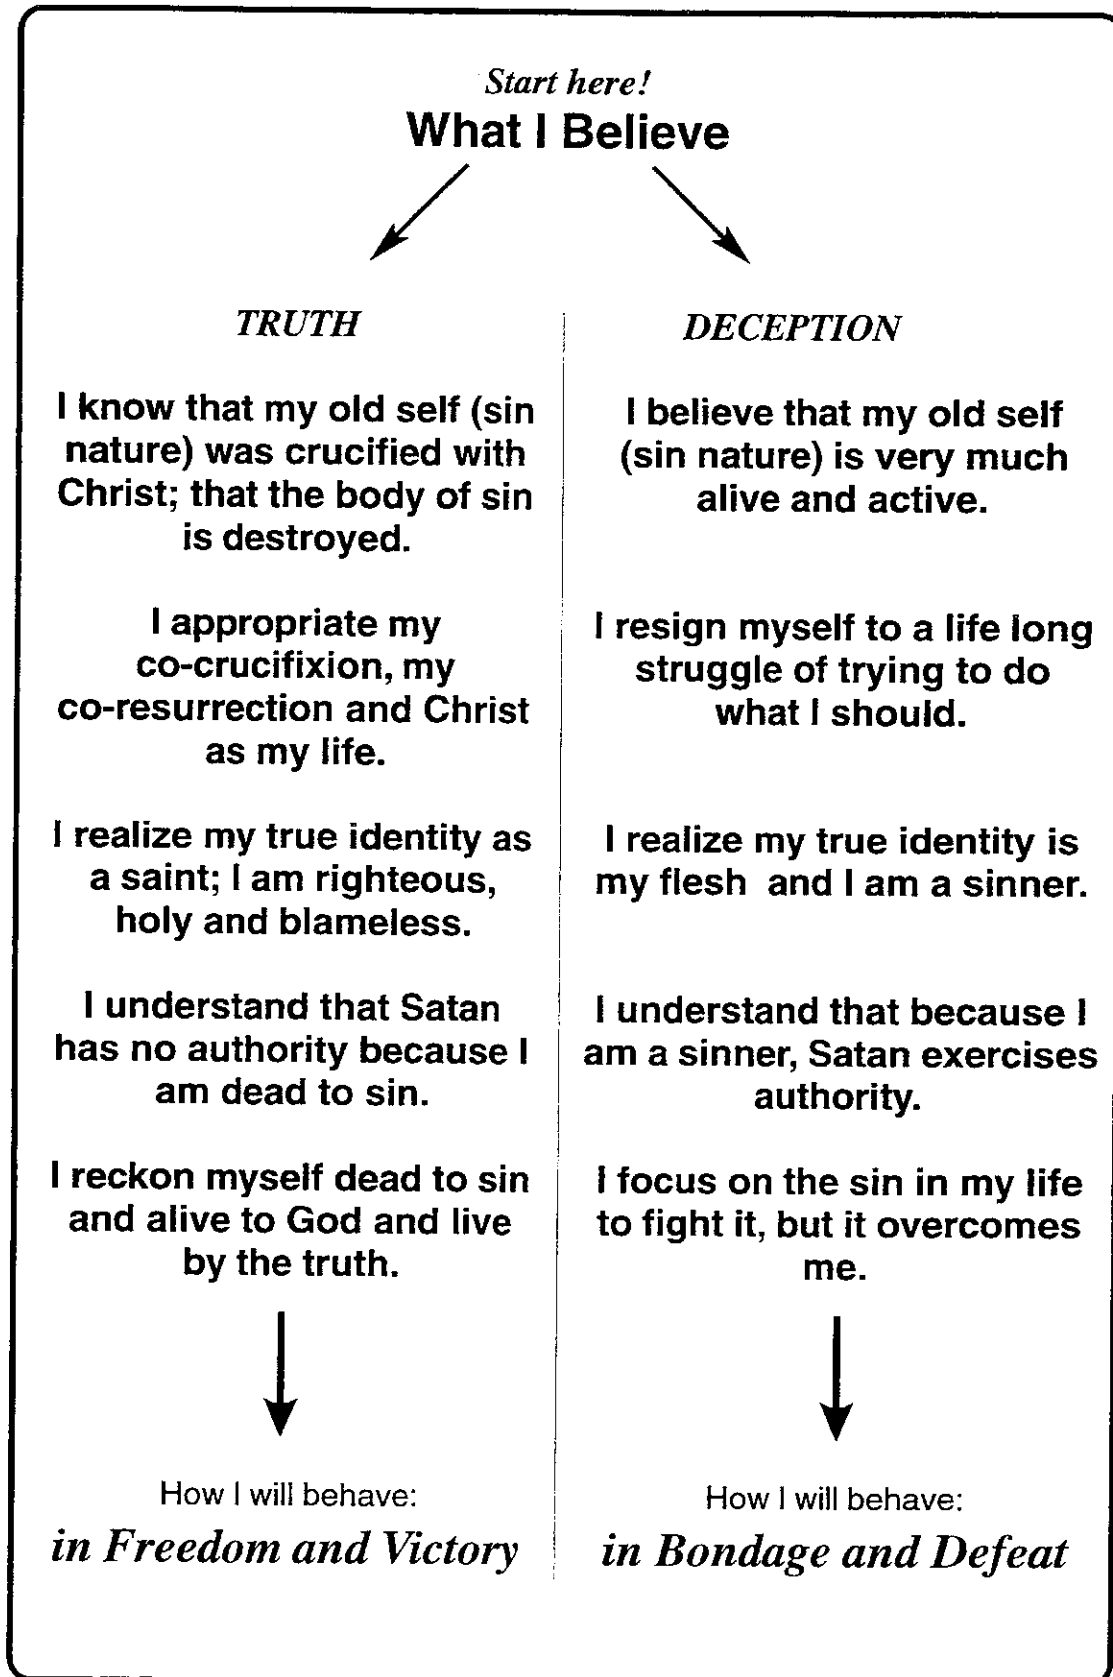 Start here!
What I Believe
TRUTH
I know that my old self (sin
nature) was crucified with
Christ; that the body of sin
is destroyed.
I appropriate my
co-crucifixion, my
co-resurrection and Christ
as my life.
I realize my true identity as
a saint; I am righteous,
holy and blameless.
I understand that Satan
has no authority because I
am dead to sin.
I reckon myself dead to sin
and alive to God and live
by the truth.
How I will behave:
in Freedom and Victory
DECEPTION
I believe that my old self
(sin nature) is very much
alive and active.
I resign myself to a life long
struggle of trying to do
what I should.
I realize my true identity is
my flesh and I am a sinner.
I understand that because I
am a sinner, Satan exercises
authority.
I focus on the sin in my life
to fight it, but it overcomes
me.
How I will behave:
in Bondage and Defeat